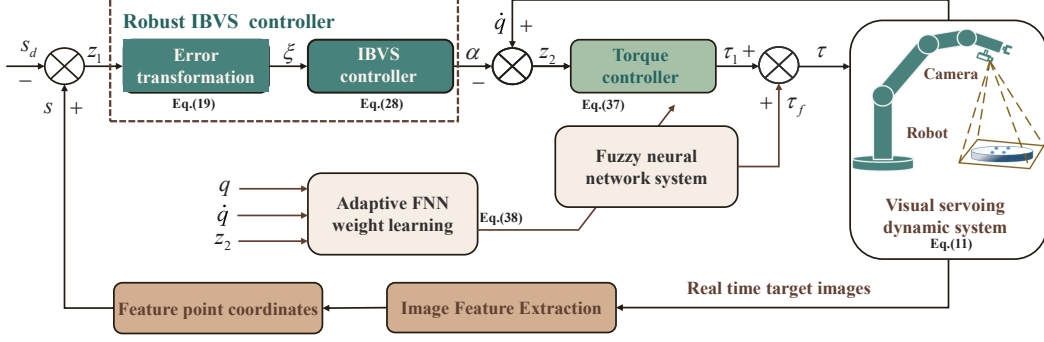 Robust IBVS controller
s_d
−
z_1
Error
transformation
Eq.(19)
ξ
IBVS
controller
Eq.(28)
α
−
q̇
+
z_2
Torque
controller
Eq.(37)
τ_1
+
τ
+
τ_f
Camera
Robot
Visual servoing
dynamic system
Eq.(11)
s
+
Fuzzy neural
network system
q
q̇
z_2
Adaptive FNN
weight learning
Eq.(38)
Feature point coordinates
Image Feature Extraction
Real time target images